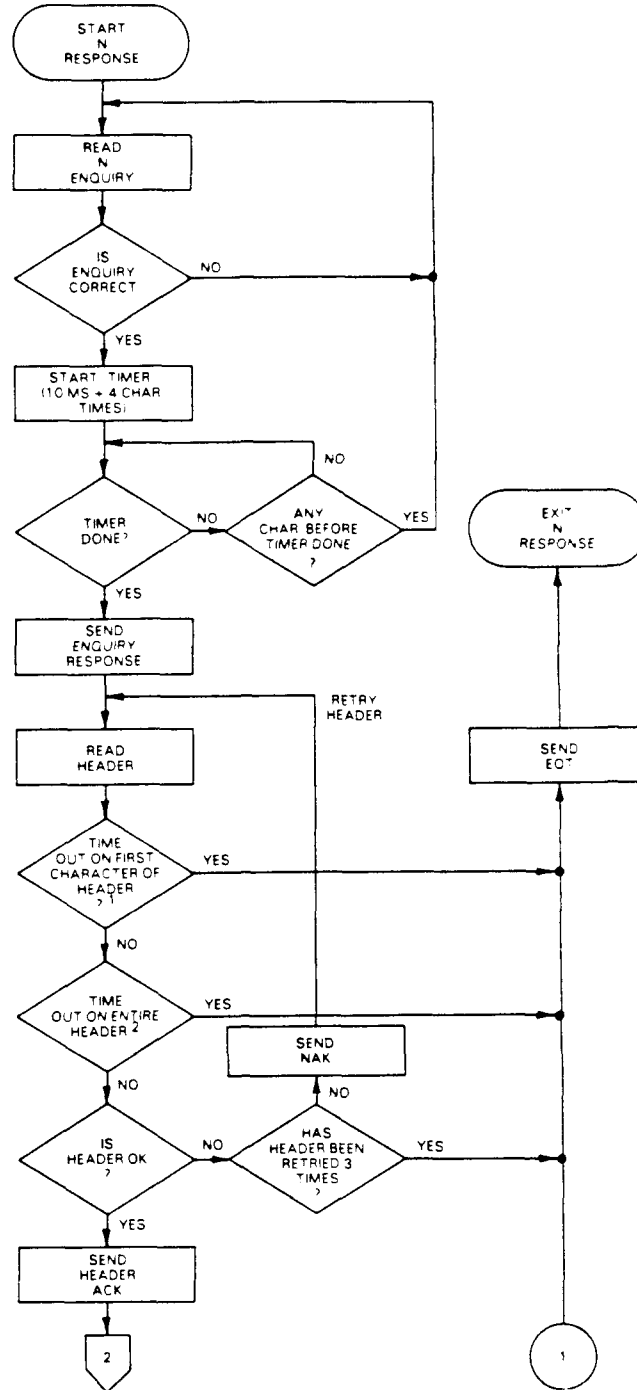 START
N
RESPONSE
READ
N
ENQUIRY
IS
ENQUIRY
CORRECT
NO
YES
START TIMER
(10 MS + 4 CHAR
TIMES)
NO
TIMER
DONE?
NO
ANY
CHAR BEFORE
TIMER DONE
?
YES
YES
EXIT
N
RESPONSE
SEND
ENQUIRY
RESPONSE
RETRY
HEADER
READ
HEADER
SEND
EOT
TIME
OUT ON FIRST
CHARACTER OF
HEADER
? 1
YES
NO
TIME
OUT ON ENTIRE
HEADER 2
YES
SEND
NAK
NO
NO
IS
HEADER OK
?
NO
HAS
HEADER BEEN
RETRIED 3
TIMES
?
YES
YES
SEND
HEADER
ACK
2
1